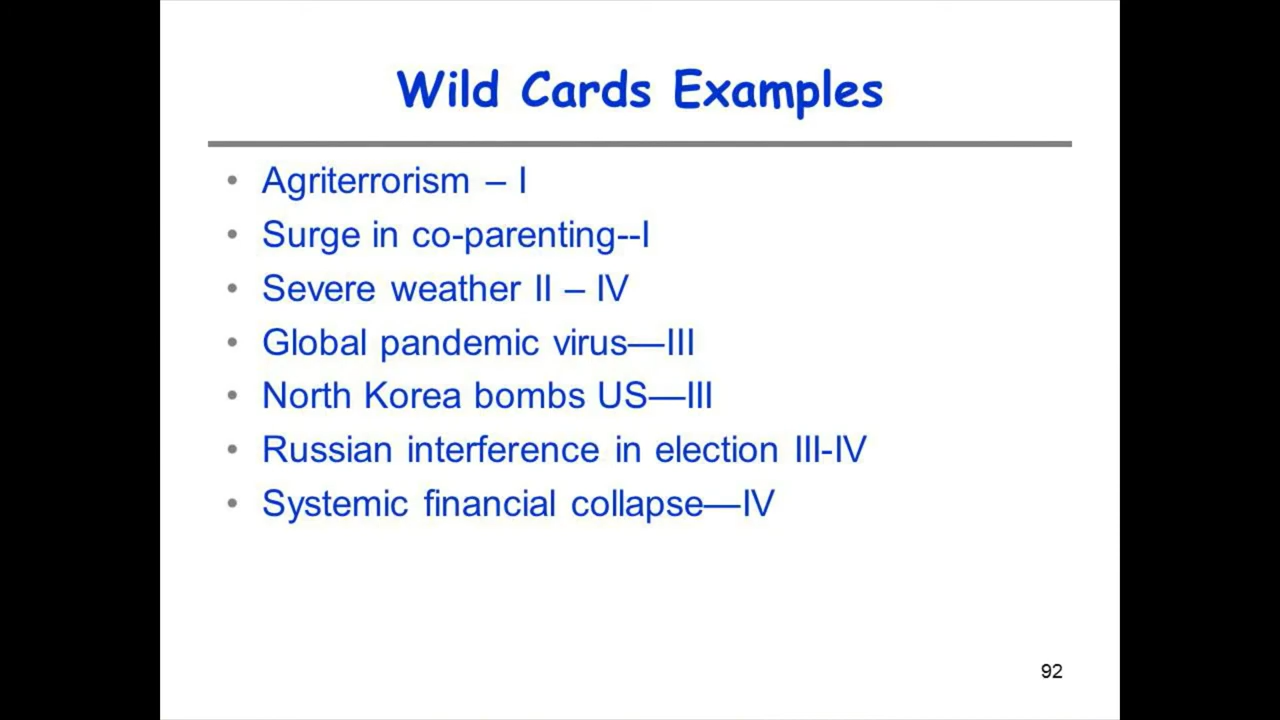 Wild Cards Examples
• Agriterrorism – I
• Surge in co-parenting--I
• Severe weather II – IV
• Global pandemic virus—III
• North Korea bombs US—III
• Russian interference in election III-IV
• Systemic financial collapse—IV
92